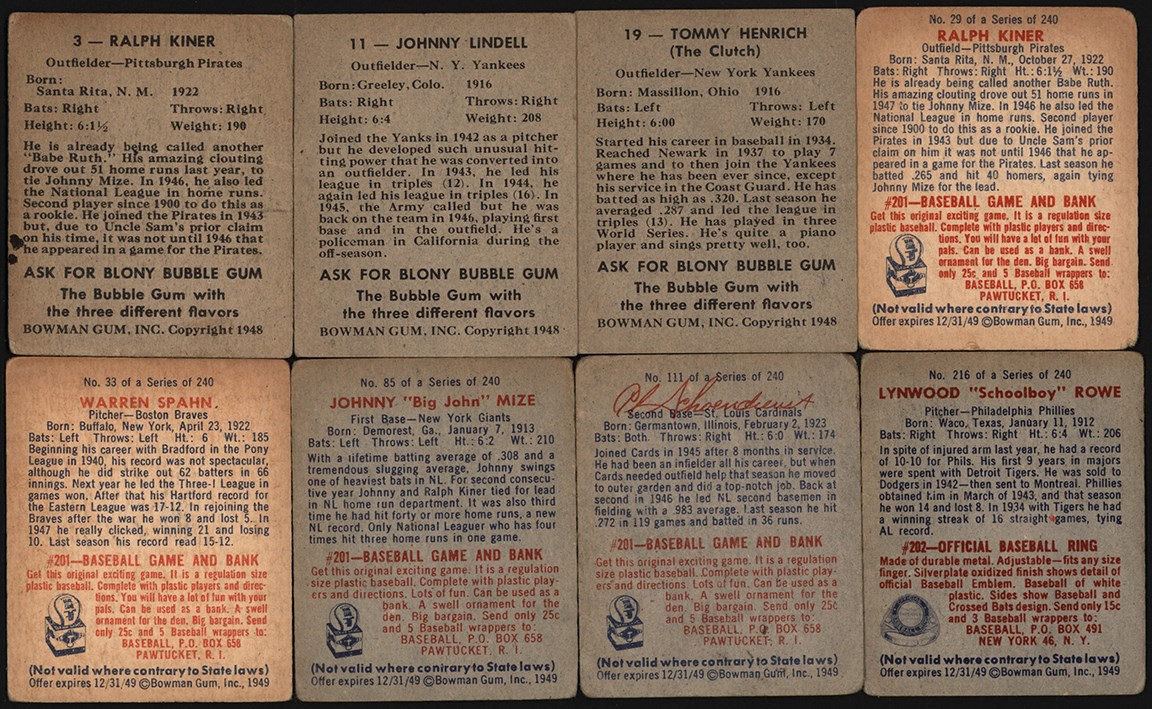 3 — RALPH KINER
Outfielder—Pittsburgh Pirates
Born:
Santa Rita, N. M. 1922
Bats: Right Throws: Right
Height: 6:1½ Weight: 190
He is already being called another
"Babe Ruth." His amazing clouting
drove out 51 home runs last year, to
tie Johnny Mize. In 1946, he also led
the National League in home runs.
Second player since 1900 to do this as
a rookie. He joined the Pirates in 1943
but, due to Uncle Sam's prior claim
on his time, it was not until 1946 that
he appeared in a game for the Pirates.
ASK FOR BLONY BUBBLE GUM
The Bubble Gum with
the three different flavors
BOWMAN GUM, INC. Copyright 1948
11 — JOHNNY LINDELL
Outfielder—N. Y. Yankees
Born: Greeley, Colo. 1916
Bats: Right Throws: Right
Height: 6:4 Weight: 208
Joined the Yanks in 1942 as a pitcher
but he developed such unusual hit-
ting power that he was converted into
an outfielder. In 1943, he led his
league in triples (12). In 1944, he
again led his league in triples (16). In
1945, the Army called but he was
back on the team in 1946, playing first
base and in the outfield. He's a
policeman in California during the
off-season.
ASK FOR BLONY BUBBLE GUM
The Bubble Gum with
the three different flavors
BOWMAN GUM, INC. Copyright 1948
19 — TOMMY HENRICH
(The Clutch)
Outfielder—New York Yankees
Born: Massillon, Ohio 1916
Bats: Left Throws: Left
Height: 6:00 Weight: 170
Started his career in baseball in 1934.
Reached Newark in 1937 to play 7
games and to then join the Yankees
where he has been ever since, except
his service in the Coast Guard. He has
batted as high as .320. Last season he
averaged .287 and led the league in
triples (13). He has played in three
World Series. He's quite a piano
player and sings pretty well, too.
ASK FOR BLONY BUBBLE GUM
The Bubble Gum with
the three different flavors
BOWMAN GUM, INC. Copyright 1948
No. 29 of a Series of 240
RALPH KINER
Outfield—Pittsburgh Pirates
Born: Santa Rita, N. M., October 27, 1922
Bats: Right Throws: Right Ht.: 6:1½ Wt.: 190
He is already being called another Babe Ruth.
His amazing clouting drove out 51 home runs in
1947 to tie Johnny Mize. In 1946 he also led the
National League in home runs. Second player
since 1900 to do this as a rookie. He joined the
Pirates in 1943 but due to Uncle Sam's prior
claim on him it was not until 1946 that he ap-
peared in a game for the Pirates. Last season he
batted .265 and hit 40 homers, again tying
Johnny Mize for the lead.
#201—BASEBALL GAME AND BANK
Get this original exciting game. It is a regulation size
plastic baseball. Complete with plastic players and direc-
tions. You will have a lot of fun with your
pals. Can be used as a bank. A swell
ornament for the den. Big bargain. Send
only 25c and 5 Baseball wrappers to:
BASEBALL, P.O. BOX 658
PAWTUCKET, R. I.
(Not valid where contrary to State laws)
Offer expires 12/31/49 ©Bowman Gum, Inc., 1949
No. 33 of a Series of 240
WARREN SPAHN
Pitcher—Boston Braves
Born: Buffalo, New York, April 23, 1922
Bats: Left Throws: Left Ht.: 6 Wt.: 185
Beginning his career with Bradford in the Pony
League in 1940, his record was not spectacular,
although he did strike out 62 batters in 66
innings. Next year he led the Three-I League in
games won. After that his Hartford record for
the Eastern League was 17-12. In rejoining the
Braves after the war he won 8 and lost 5. In
1947 he really clicked, winning 21 and losing
10. Last season his record read 15-12.
#201—BASEBALL GAME AND BANK
Get this original exciting game. It is a regulation size
plastic baseball. Complete with plastic players and direc-
tions. You will have a lot of fun with your
pals. Can be used as a bank. A swell
ornament for the den. Big bargain. Send
only 25c and 5 Baseball wrappers to:
BASEBALL, P.O. BOX 658
PAWTUCKET, R. I.
(Not valid where contrary to State laws)
Offer expires 12/31/49 ©Bowman Gum, Inc., 1949
No. 85 of a Series of 240
JOHNNY "Big John" MIZE
First Base—New York Giants
Born: Demorest, Ga., January 7, 1913
Bats: Left Throws: Left Ht.: 6:2 Wt.: 210
With a lifetime batting average of .308 and a
tremendous slugging average, Johnny swings
one of heaviest bats in NL. For second consecu-
tive year Johnny and Ralph Kiner tied for lead
in NL home run department. It was also third
time he hit forty or more home runs, a new
NL record. Only National Leaguer who has four
times hit three home runs in one game.
#201—BASEBALL GAME AND BANK
Get this original exciting game. It is a regulation
size plastic baseball. Complete with plastic play-
ers and directions. Lots of fun. Can be used as a
bank. A swell ornament for the
den. Big bargain. Send only 25c
and 5 Baseball wrappers to:
BASEBALL, P.O. BOX 658
PAWTUCKET, R. I.
(Not valid where contrary to State laws)
Offer expires 12/31/49 ©Bowman Gum, Inc., 1949
No. 111 of a Series of 240
Second Base—St. Louis Cardinals
Born: Germantown, Illinois, February 2, 1923
Bats: Both. Throws: Right Ht.: 6:0 Wt.: 174
Joined Cards in 1945 after 8 months in service.
He had been an infielder all his career, but when
Cards needed outfield help that season he moved
to outer garden and did a top-notch job. Back at
second in 1946 he led NL second basemen in
fielding with a .983 average. Last season he hit
.272 in 119 games and batted in 36 runs.
#201—BASEBALL GAME AND BANK
Get this original exciting game. It is a regulation
size plastic baseball. Complete with plastic play-
ers and directions. Lots of fun. Can be used as a
bank. A swell ornament for the
den. Big bargain. Send only 25c
and 5 Baseball wrappers to:
BASEBALL, P.O. BOX 658
PAWTUCKET, R. I.
(Not valid where contrary to State laws)
Offer expires 12/31/49 ©Bowman Gum, Inc., 1949
No. 216 of a Series of 240
LYNWOOD "Schoolboy" ROWE
Pitcher—Philadelphia Phillies
Born: Waco, Texas, January 11, 1912
Bats: Right Throws: Right Ht.: 6:4 Wt.: 206
In spite of injured arm last year, he had a record
of 10-10 for Phils. His first 9 years in majors
were spent with Detroit Tigers. He was sold to
Dodgers in 1942—then sent to Montreal. Phillies
obtained him in March of 1943, and that season
he won 14 and lost 8. In 1934 with Tigers he had
a winning streak of 16 straight games, tying
AL record.
#202—OFFICIAL BASEBALL RING
Made of durable metal. Adjustable—fits any size
finger. Silverplate oxidized finish shows detail of
official Baseball Emblem. Baseball of white
plastic. Sides show Baseball and
Crossed Bats design. Send only 15c
and 3 Baseball wrappers to:
BASEBALL, P.O. BOX 491
NEW YORK 46, N. Y.
(Not valid where contrary to State laws)
Offer expires 12/31/49 ©Bowman Gum, Inc., 1949